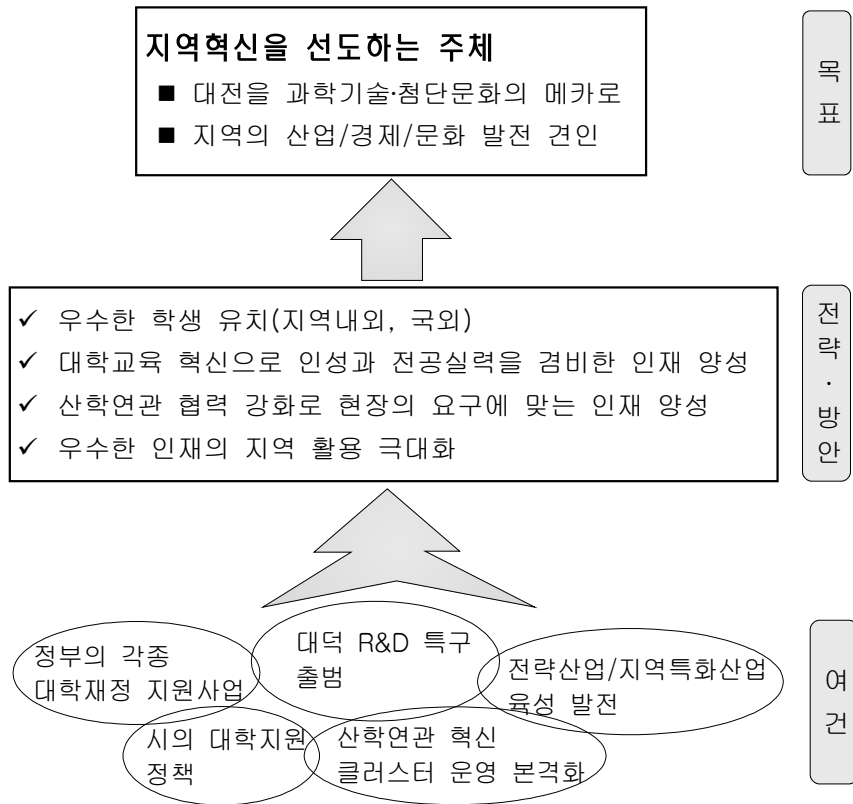 지역혁신을 선도하는 주체
■ 대전을 과학기술·첨단문화의 메카로
■ 지역의 산업/경제/문화 발전 견인
목
표
✓ 우수한 학생 유치(지역내외, 국외)
✓ 대학교육 혁신으로 인성과 전공실력을 겸비한 인재 양성
✓ 산학연관 협력 강화로 현장의 요구에 맞는 인재 양성
✓ 우수한 인재의 지역 활용 극대화
전
략
·
방
안
정부의 각종
대학재정 지원사업
대덕 R&D 특구
출범
전략산업/지역특화산업
육성 발전
시의 대학지원
정책
산학연관 혁신
클러스터 운영 본격화
여
건